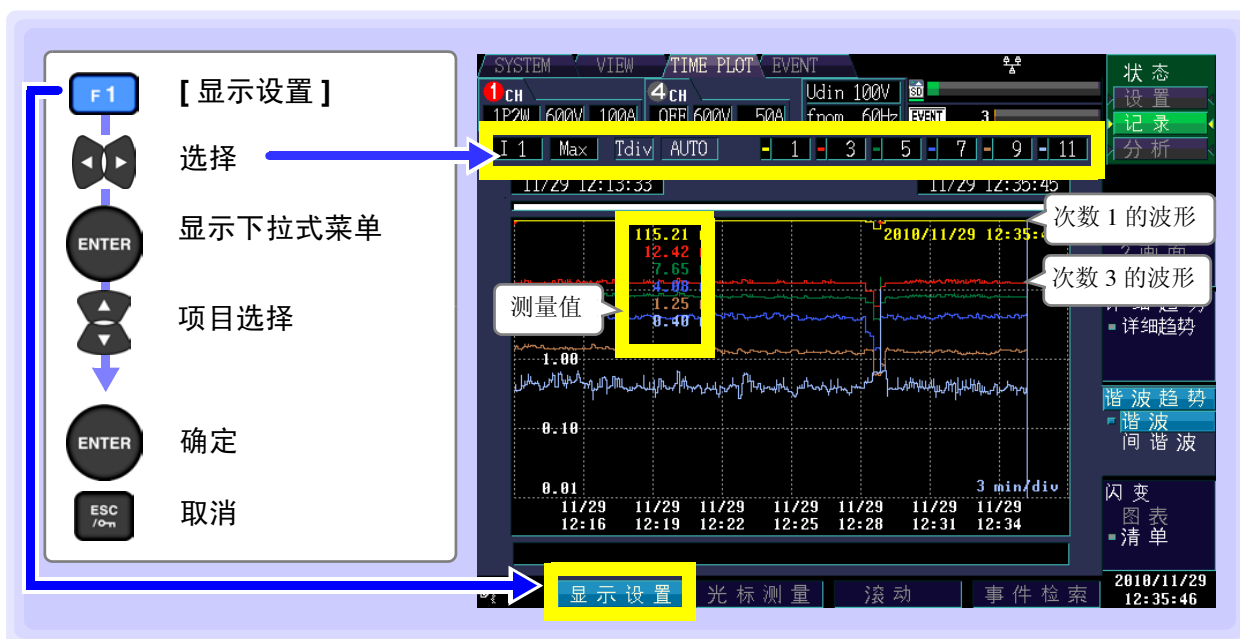 F 1
[ 显示设置 ]
选择
ENTER
显示下拉式菜单
项目选择
ENTER
确定
ESC
取消
SYSTEM VIEW TIME PLOT EVENT
1 CH 4 CH Udin 100V SD
1P2W 600V 100A OFF 600V 50A fnom 60Hz EVENT 3
I 1 Max Tdiv AUTO 1 3 5 7 9 11
11/29 12:13:33 11/29 12:35:45
115.21 2010/11/29 12:35:
12.42
7.65
4.08
1.25
0.40
测量值
次数 1 的波形
次数 3 的波形
1.00
0.10
0.01 3 min/div
11/29 11/29 11/29 11/29 11/29 11/29 11/29
12:16 12:19 12:22 12:25 12:28 12:31 12:34
显示设置 光标测量 滚动 事件检索
状态
设置
记录
分析
详细趋势
谐波趋势
谐波
间谐波
闪变
图表
清单
2010/11/29
12:35:46